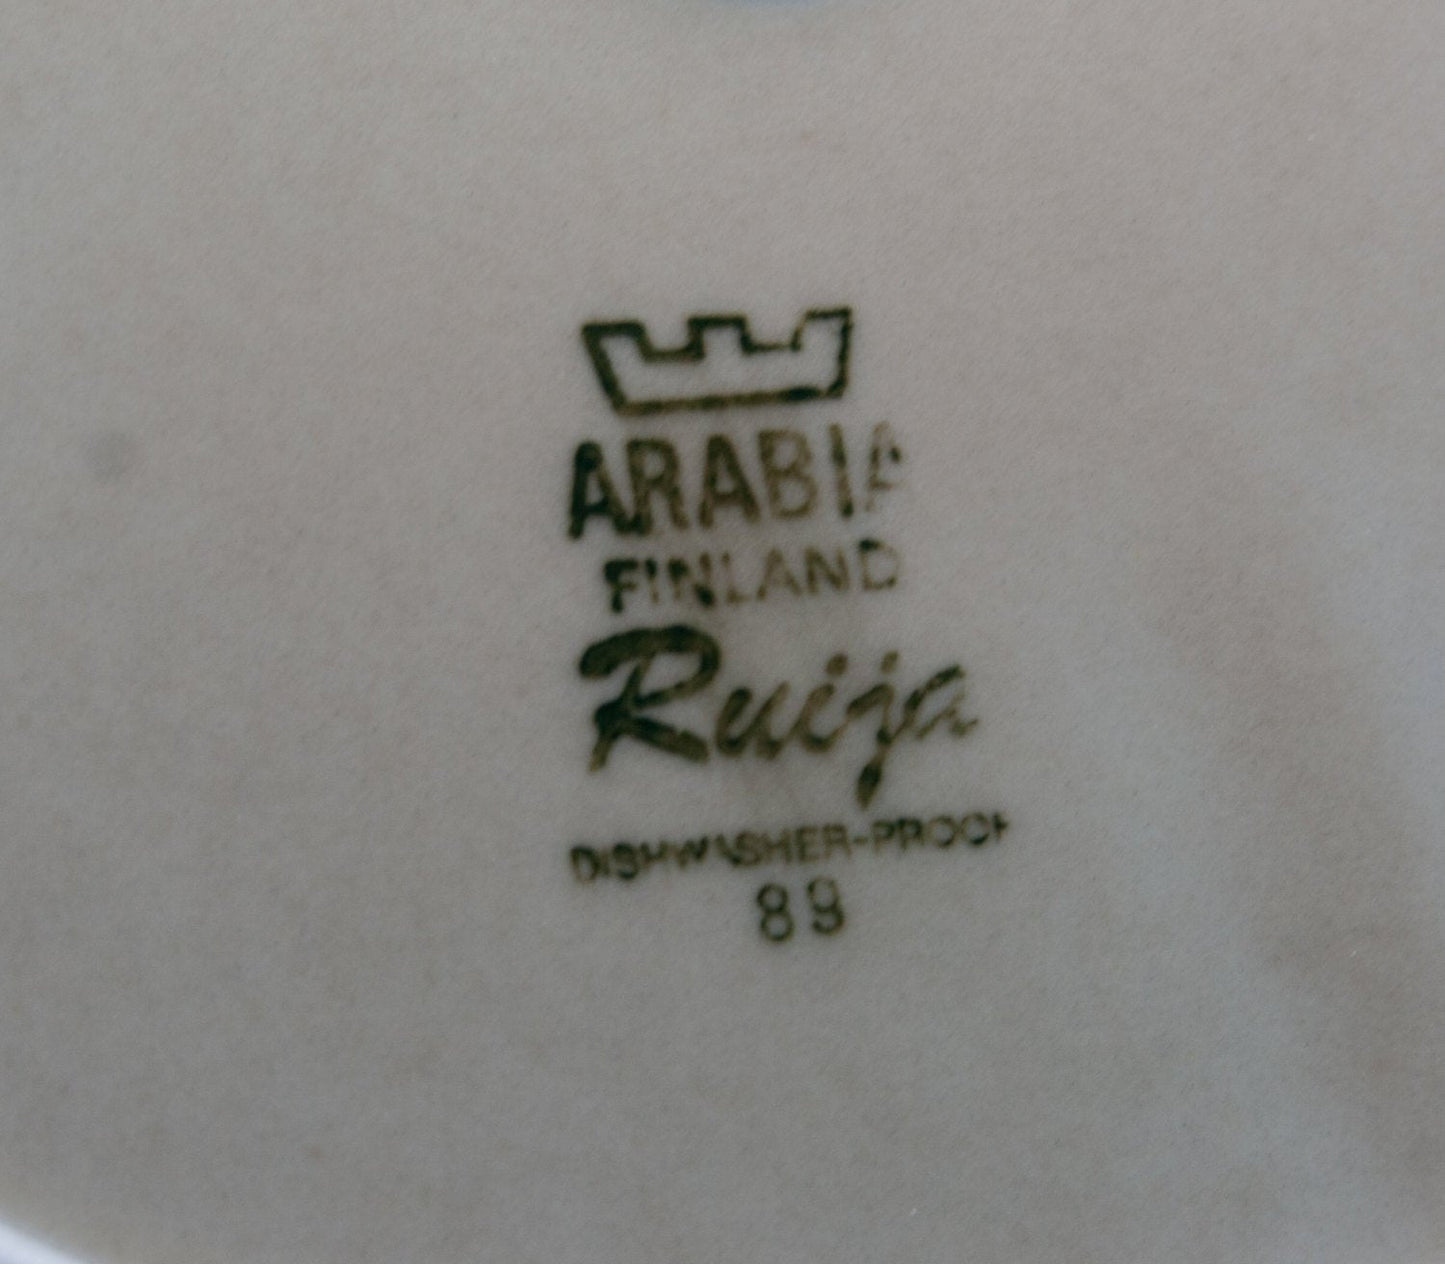 ARABIA
FINLAND
Ruija
DISHWASHER-PROOF
89